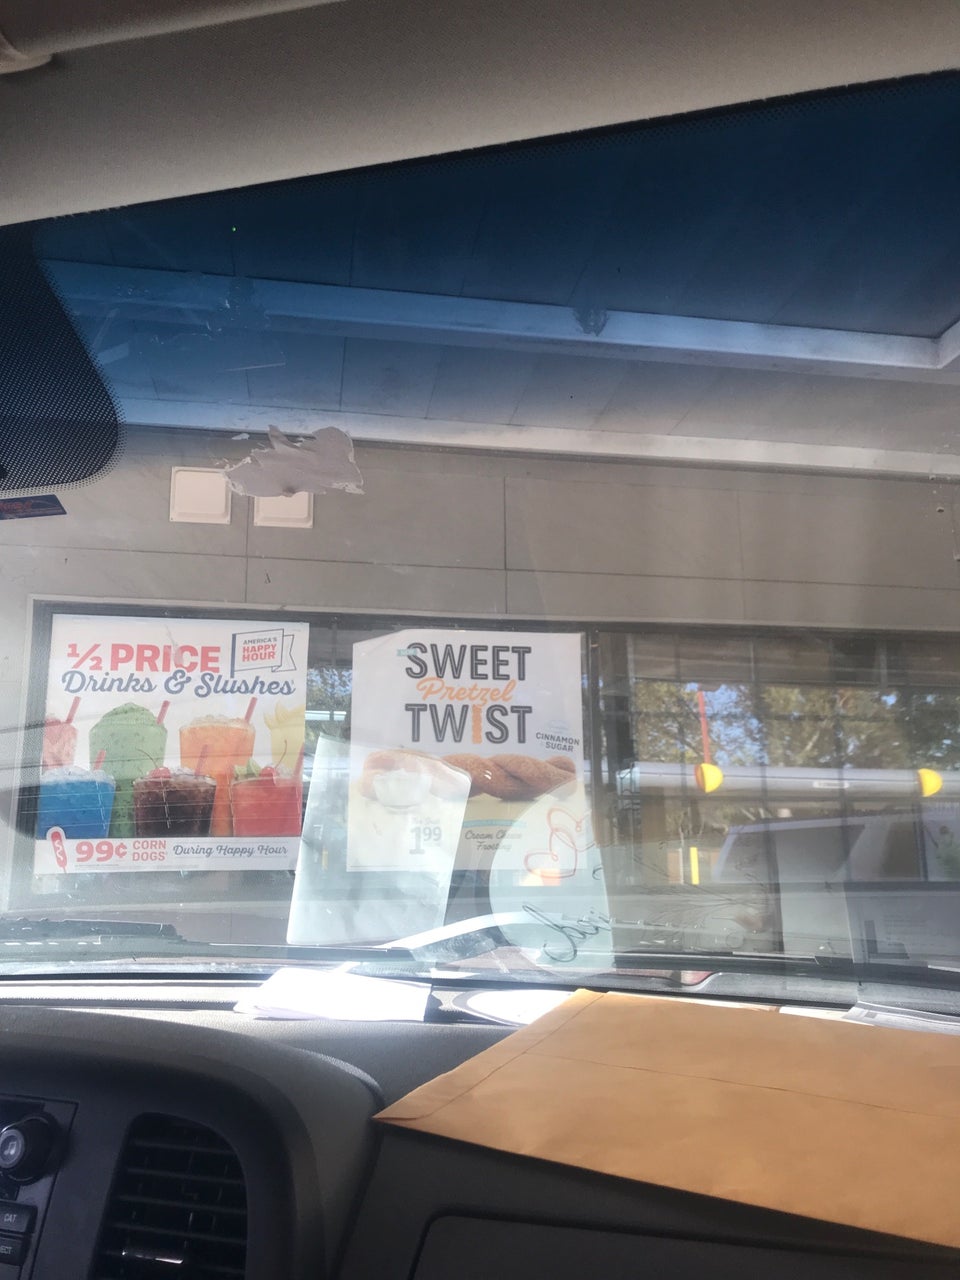 1/2 PRICE
Drinks & Slushes
AMERICA'S
HAPPY
HOUR
99¢ CORN
DOGS
During Happy Hour
SWEET
Pretzel
TWIST
CINNAMON
SUGAR
1.99
Cream Cheese
Frosting
CAT